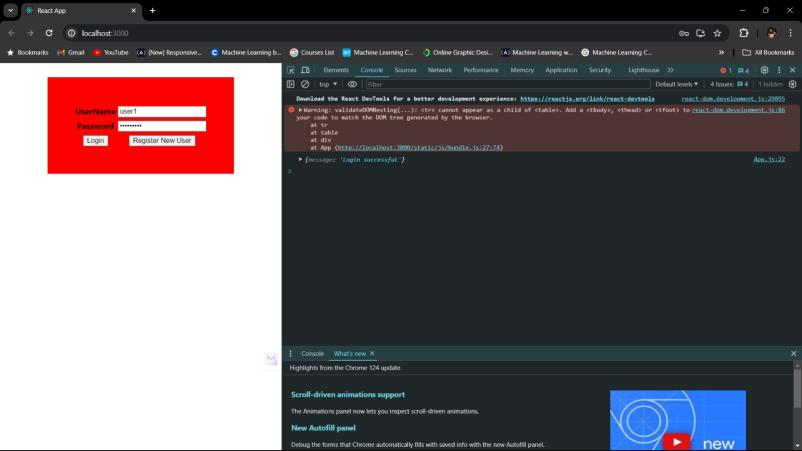 React App
localhost:3000
Bookmarks
Gmail
YouTube
(New) Responsive...
Machine Learning b...
Courses List
Machine Learning C...
Online Graphic Desi...
Machine Learning w...
Machine Learning C...
All Bookmarks
UserName user1
Password •••••••••
Login
Register New User
Elements
Console
Sources
Network
Performance
Memory
Application
Security
Lighthouse
1
4
top
Filter
Default levels
4 Issues: 4
1 hidden
Download the React DevTools for a better development experience: https://reactjs.org/link/react-devtools
react-dom.development.js:29895
Warning: validateDOMNesting(...): <tr> cannot appear as a child of <table>. Add a <tbody>, <thead> or <tfoot> to
react-dom.development.js:86
your code to match the DOM tree generated by the browser.
at tr
at table
at div
at App (http://localhost:3000/static/js/bundle.js:27:74)
{message: 'Login successful'}
App.js:22
Console
What's new
Highlights from the Chrome 124 update
Scroll-driven animations support
The Animations panel now lets you inspect scroll-driven animations.
New Autofill panel
Debug the forms that Chrome automatically fills with saved info with the new Autofill panel.
new